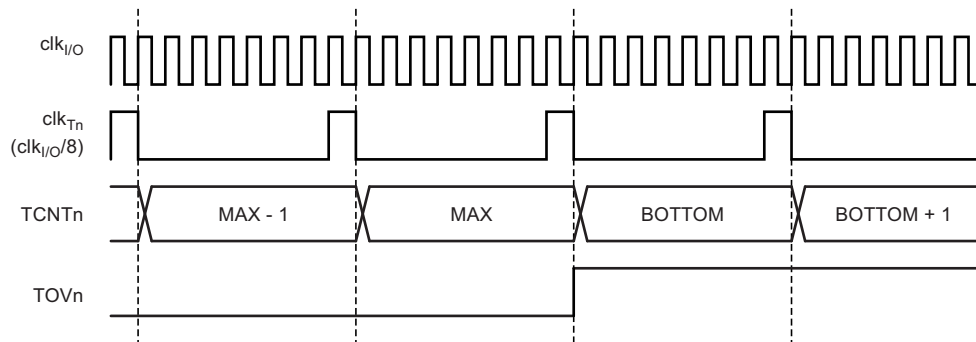 clkI/O
clkTn
(clkI/O/8)
TCNTn MAX - 1 MAX BOTTOM BOTTOM + 1
TOVn